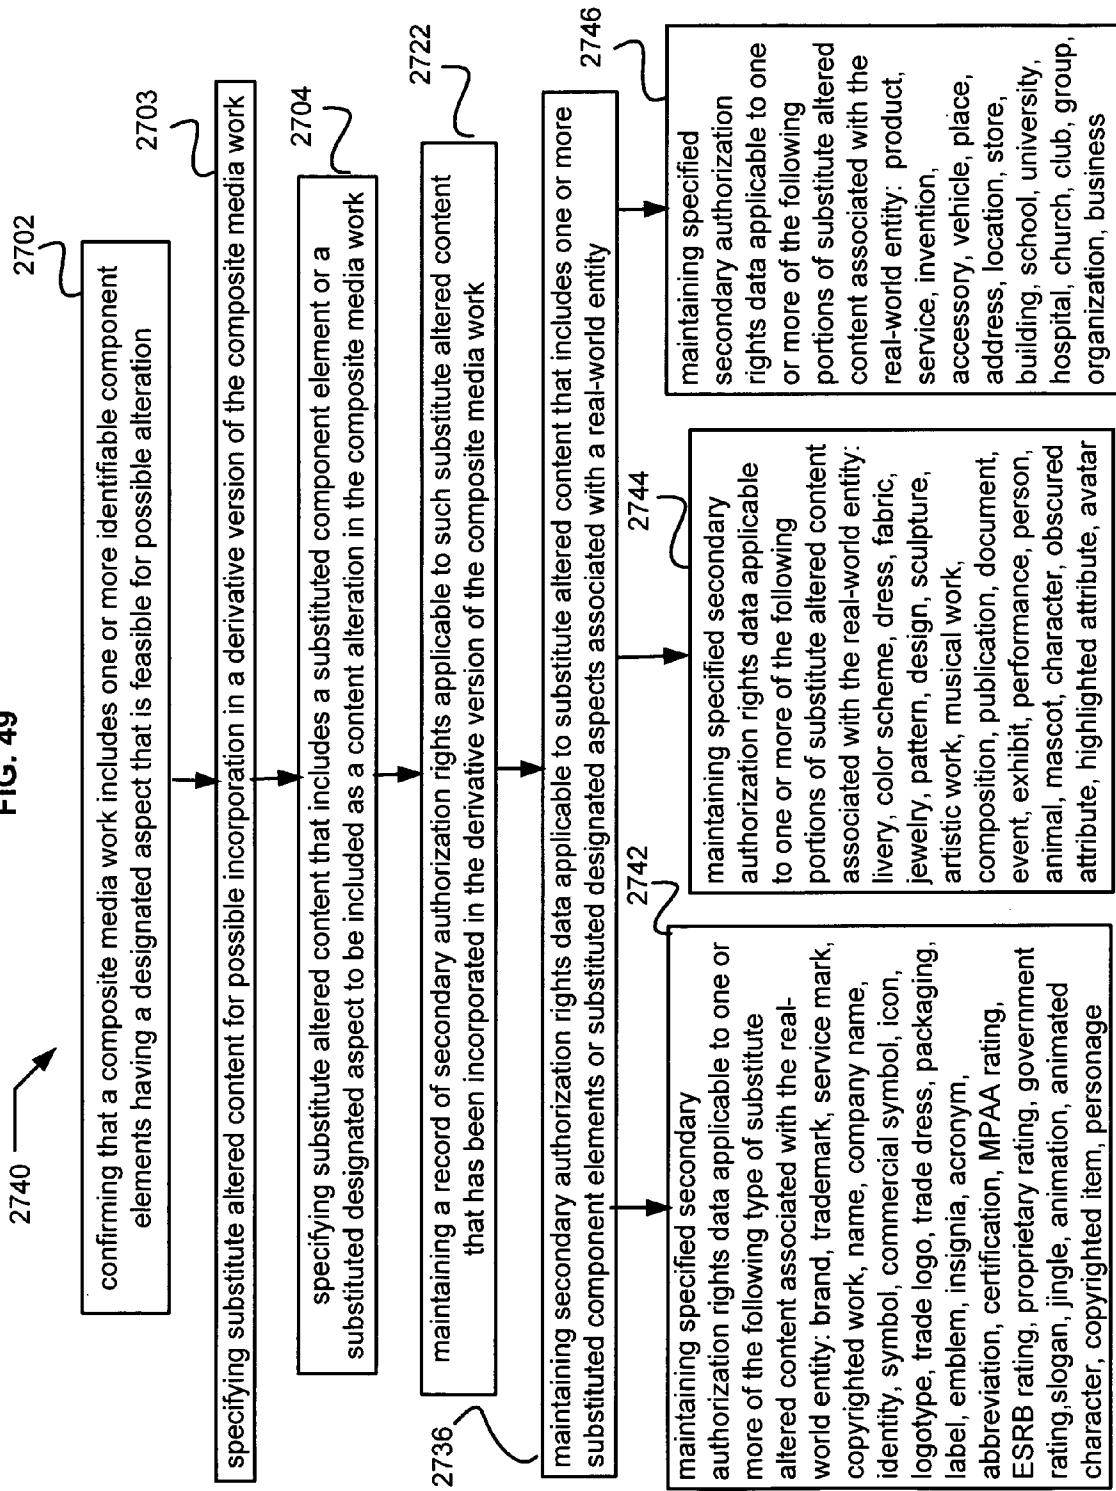 FIG. 49
2740
2702
confirming that a composite media work includes one or more identifiable component
elements having a designated aspect that is feasible for possible alteration
2703
specifying substitute altered content for possible incorporation in a derivative version of the composite media work
2704
specifying substitute altered content that includes a substituted component element or a
substituted designated aspect to be included as a content alteration in the composite media work
2722
maintaining a record of secondary authorization rights applicable to such substitute altered content
that has been incorporated in the derivative version of the composite media work
2736
maintaining secondary authorization rights data applicable to substitute altered content that includes one or more
substituted component elements or substituted designated aspects associated with a real-world entity
2742
maintaining specified secondary
authorization rights data applicable to one or
more of the following type of substitute
altered content associated with the real-
world entity: brand, trademark, service mark,
copyrighted work, name, company name,
identity, symbol, commercial symbol, icon,
logotype, trade logo, trade dress, packaging,
label, emblem, insignia, acronym,
abbreviation, certification, MPAA rating,
ESRB rating, proprietary rating, government
rating,slogan, jingle, animation, animated
character, copyrighted item, personage
2744
maintaining specified secondary
authorization rights data applicable
to one or more of the following
portions of substitute altered content
associated with the real-world entity:
livery, color scheme, dress, fabric,
jewelry, pattern, design, sculpture,
artistic work, musical work,
composition, publication, document,
event, exhibit, performance, person,
animal, mascot, character, obscured
attribute, highlighted attribute, avatar
2746
maintaining specified
secondary authorization
rights data applicable to one
or more of the following
portions of substitute altered
content associated with the
real-world entity: product,
service, invention,
accessory, vehicle, place,
address, location, store,
building, school, university,
hospital, church, club, group,
organization, business